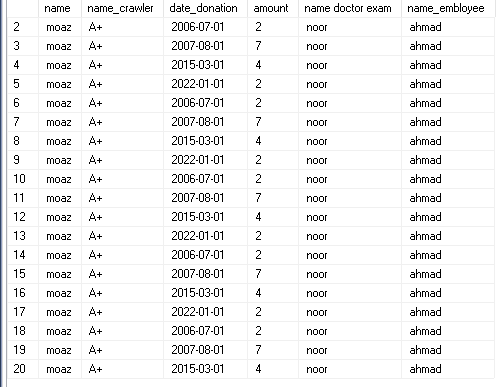 name name_crawler date_donation amount name doctor exam name_employee
2 moaz A+ 2006-07-01 2 noor ahmad
3 moaz A+ 2007-08-01 7 noor ahmad
4 moaz A+ 2015-03-01 4 noor ahmad
5 moaz A+ 2022-01-01 2 noor ahmad
6 moaz A+ 2006-07-01 2 noor ahmad
7 moaz A+ 2007-08-01 7 noor ahmad
8 moaz A+ 2015-03-01 4 noor ahmad
9 moaz A+ 2022-01-01 2 noor ahmad
10 moaz A+ 2006-07-01 2 noor ahmad
11 moaz A+ 2007-08-01 7 noor ahmad
12 moaz A+ 2015-03-01 4 noor ahmad
13 moaz A+ 2022-01-01 2 noor ahmad
14 moaz A+ 2006-07-01 2 noor ahmad
15 moaz A+ 2007-08-01 7 noor ahmad
16 moaz A+ 2015-03-01 4 noor ahmad
17 moaz A+ 2022-01-01 2 noor ahmad
18 moaz A+ 2006-07-01 2 noor ahmad
19 moaz A+ 2007-08-01 7 noor ahmad
20 moaz A+ 2015-03-01 4 noor ahmad